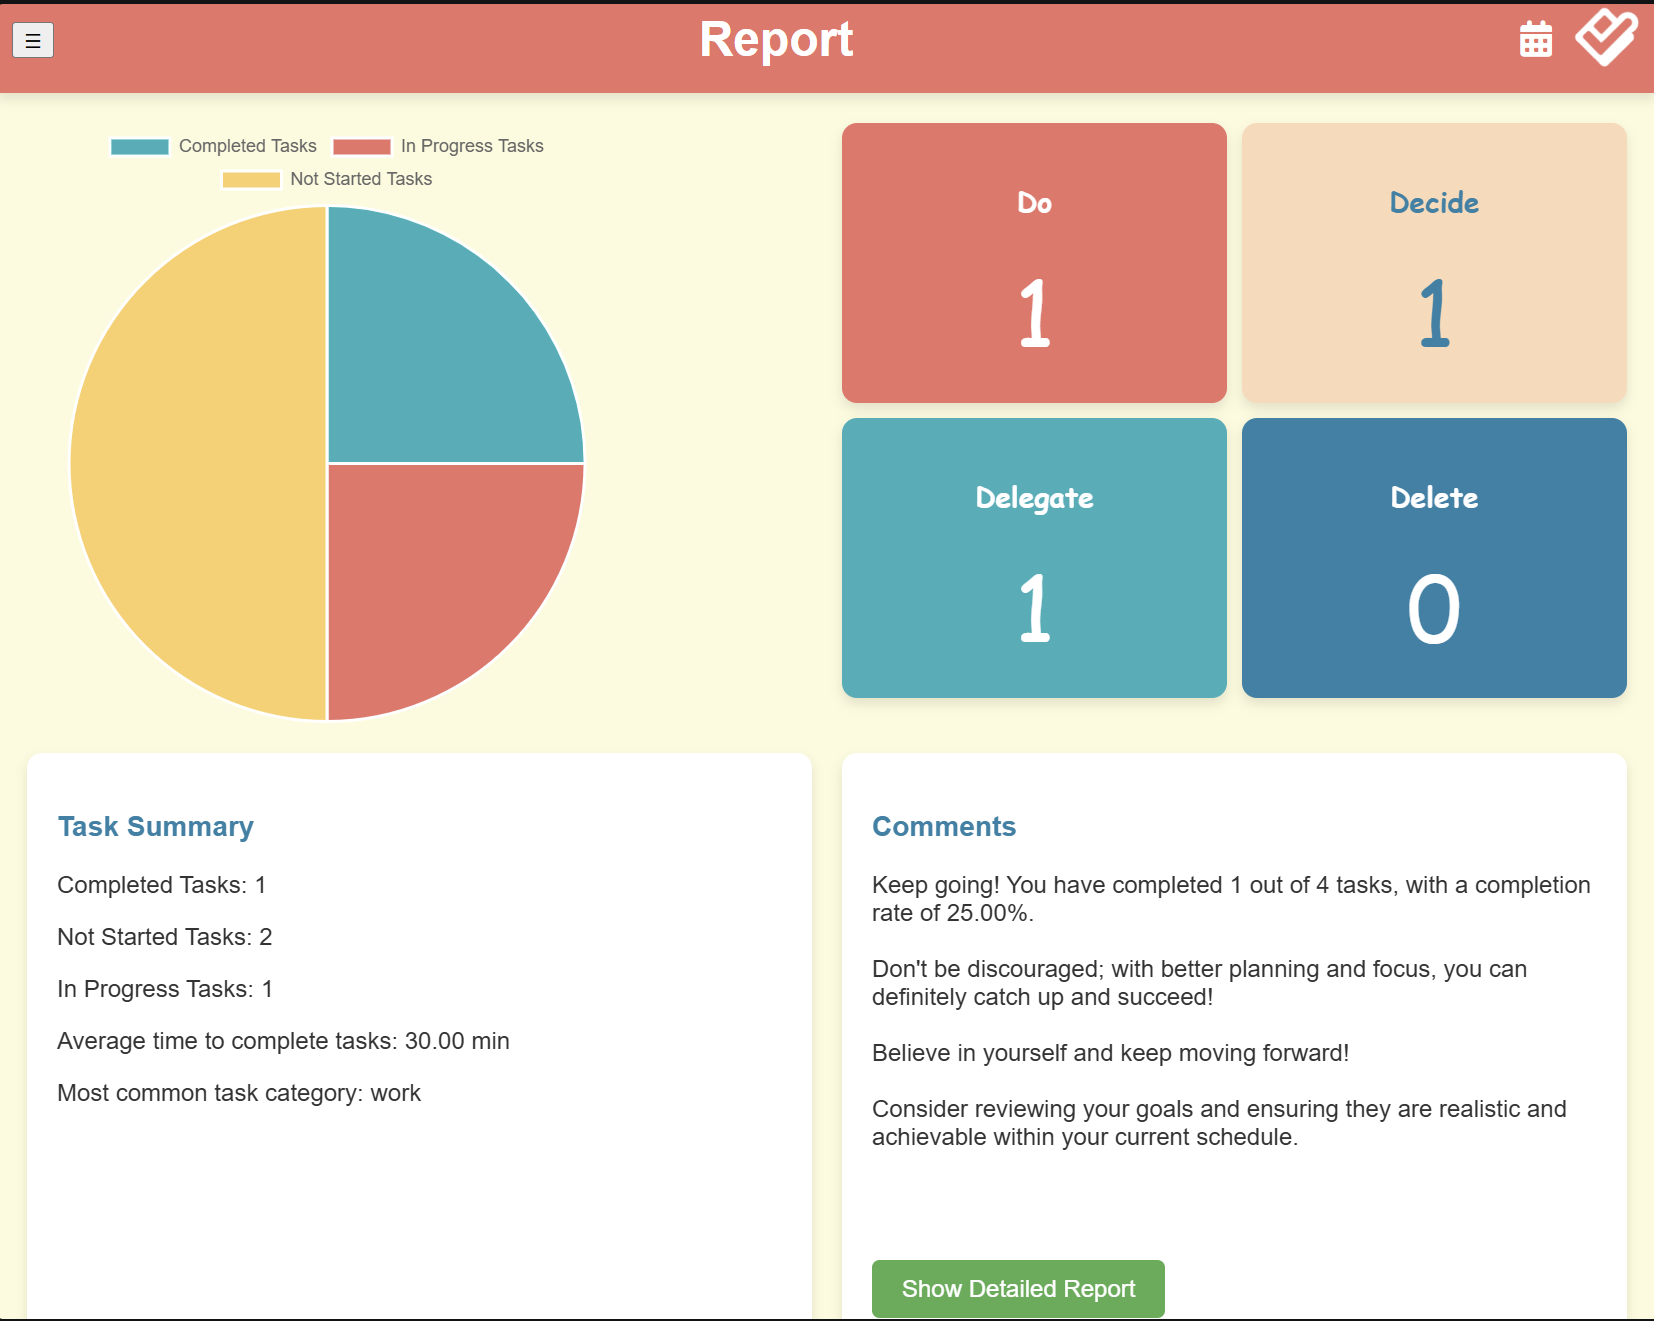 ☰
Report
Completed Tasks
In Progress Tasks
Not Started Tasks
Do
1
Decide
1
Delegate
1
Delete
0
Task Summary
Completed Tasks: 1
Not Started Tasks: 2
In Progress Tasks: 1
Average time to complete tasks: 30.00 min
Most common task category: work
Comments
Keep going! You have completed 1 out of 4 tasks, with a completion
rate of 25.00%.
Don't be discouraged; with better planning and focus, you can
definitely catch up and succeed!
Believe in yourself and keep moving forward!
Consider reviewing your goals and ensuring they are realistic and
achievable within your current schedule.
Show Detailed Report